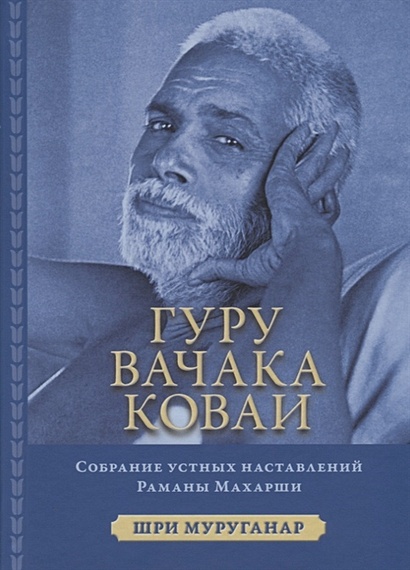 ГУРУ
ВАЧАКА
КОВАИ
Собрание устных наставлений
Раманы Махарши
ШРИ МУРУГАНАР